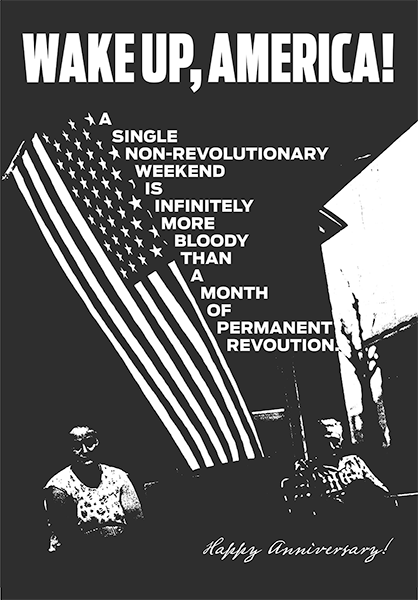 WAKE UP, AMERICA!
A
SINGLE
NON-REVOLUTIONARY
WEEKEND
IS
INFINITELY
MORE
BLOODY
THAN
A
MONTH
OF
PERMANENT
REVOUTION.
Happy Anniversary!